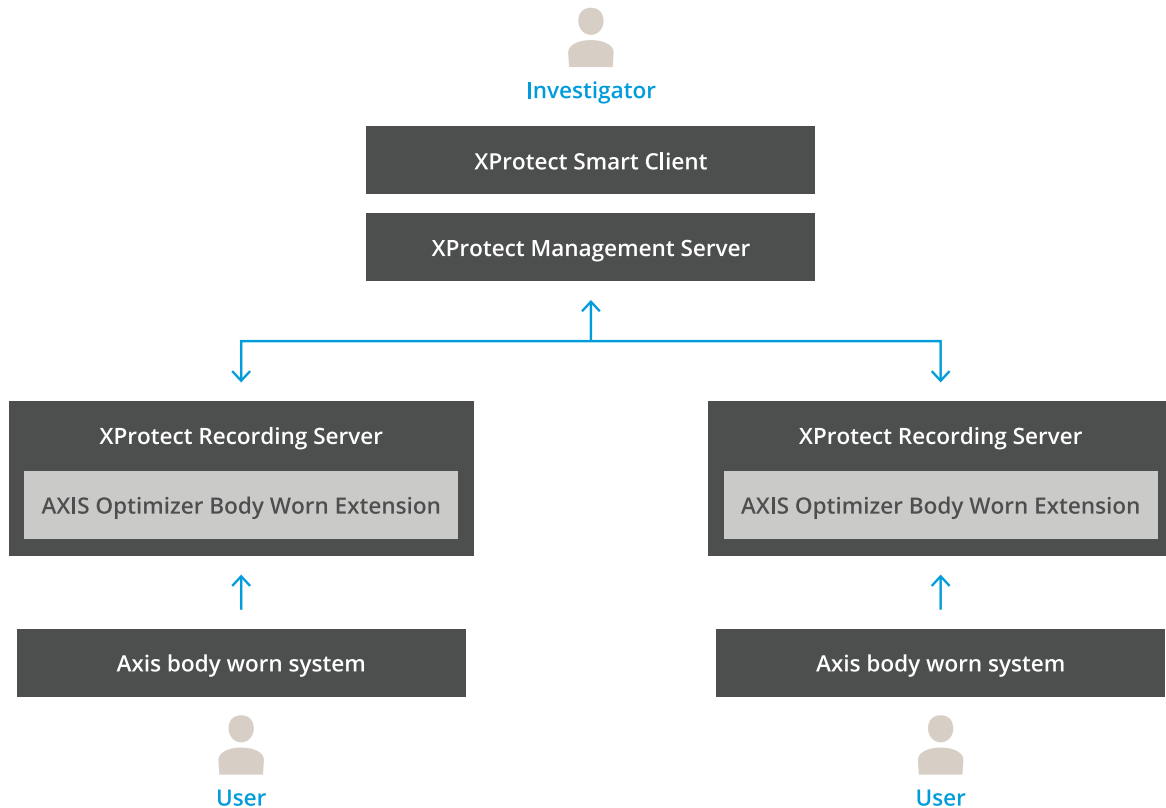 Investigator
XProtect Smart Client
XProtect Management Server
XProtect Recording Server
AXIS Optimizer Body Worn Extension
XProtect Recording Server
AXIS Optimizer Body Worn Extension
Axis body worn system
Axis body worn system
User
User